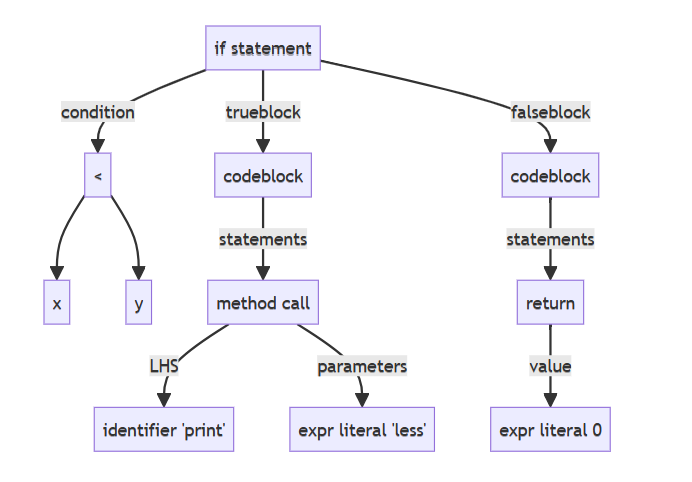 if statement
condition
trueblock
falseblock
<
codeblock
codeblock
statements
statements
x
y
method call
return
LHS
parameters
value
identifier 'print'
expr literal 'less'
expr literal 0